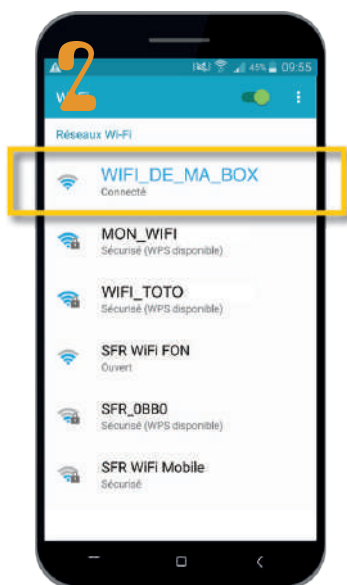 2
45% 09:55
Réseaux Wi-Fi
WIFI_DE_MA_BOX
Connecté
MON_WIFI
Sécurisé (WPS disponible)
WIFI_TOTO
Sécurisé (WPS disponible)
SFR WiFi FON
Ouvert
SFR_0BB0
Sécurisé (WPS disponible)
SFR WiFi Mobile
Sécurisé